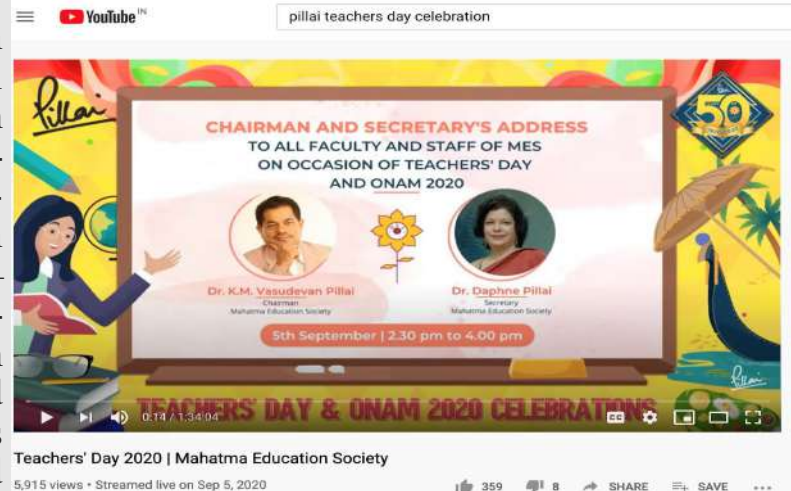 YouTube IN
pillai teachers day celebration
Pillai
50
CHAIRMAN AND SECRETARY'S ADDRESS
TO ALL FACULTY AND STAFF OF MES
ON OCCASION OF TEACHERS' DAY
AND ONAM 2020
Dr. K.M. Vasudevan Pillai
Chairman
Mahatma Education Society
Dr. Daphne Pillai
Secretary
Mahatma Education Society
5th September | 2.30 pm to 4.00 pm
Pillai
TEACHERS' DAY & ONAM 2020 CELEBRATIONS
0:14 / 1:34:04
CC
Teachers' Day 2020 | Mahatma Education Society
5,915 views • Streamed live on Sep 5, 2020
359 8 SHARE SAVE